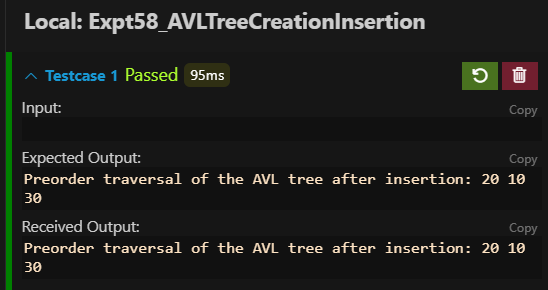 Local: Expt58_AVLTreeCreationInsertion
Testcase 1 Passed 95ms
Input:
Copy
Expected Output:
Copy
Preorder traversal of the AVL tree after insertion: 20 10
30
Received Output:
Copy
Preorder traversal of the AVL tree after insertion: 20 10
30